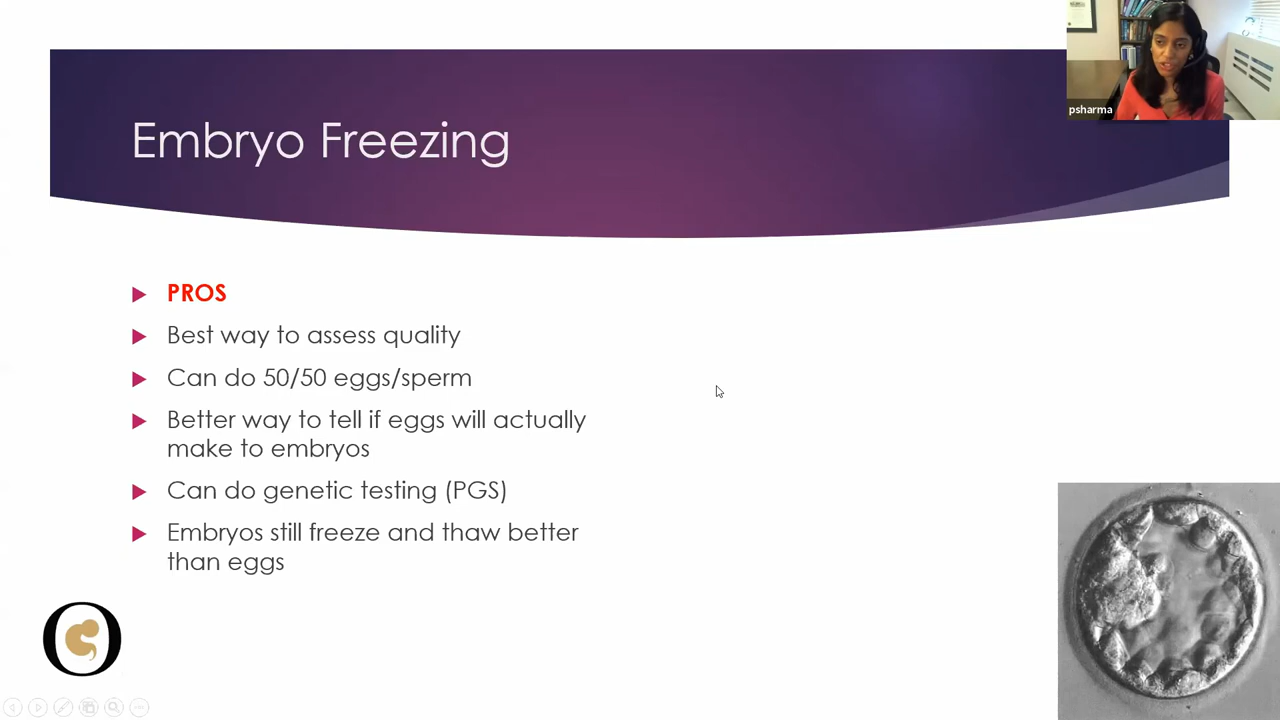 psharma
Embryo Freezing
PROS
Best way to assess quality
Can do 50/50 eggs/sperm
Better way to tell if eggs will actually
make to embryos
Can do genetic testing (PGS)
Embryos still freeze and thaw better
than eggs